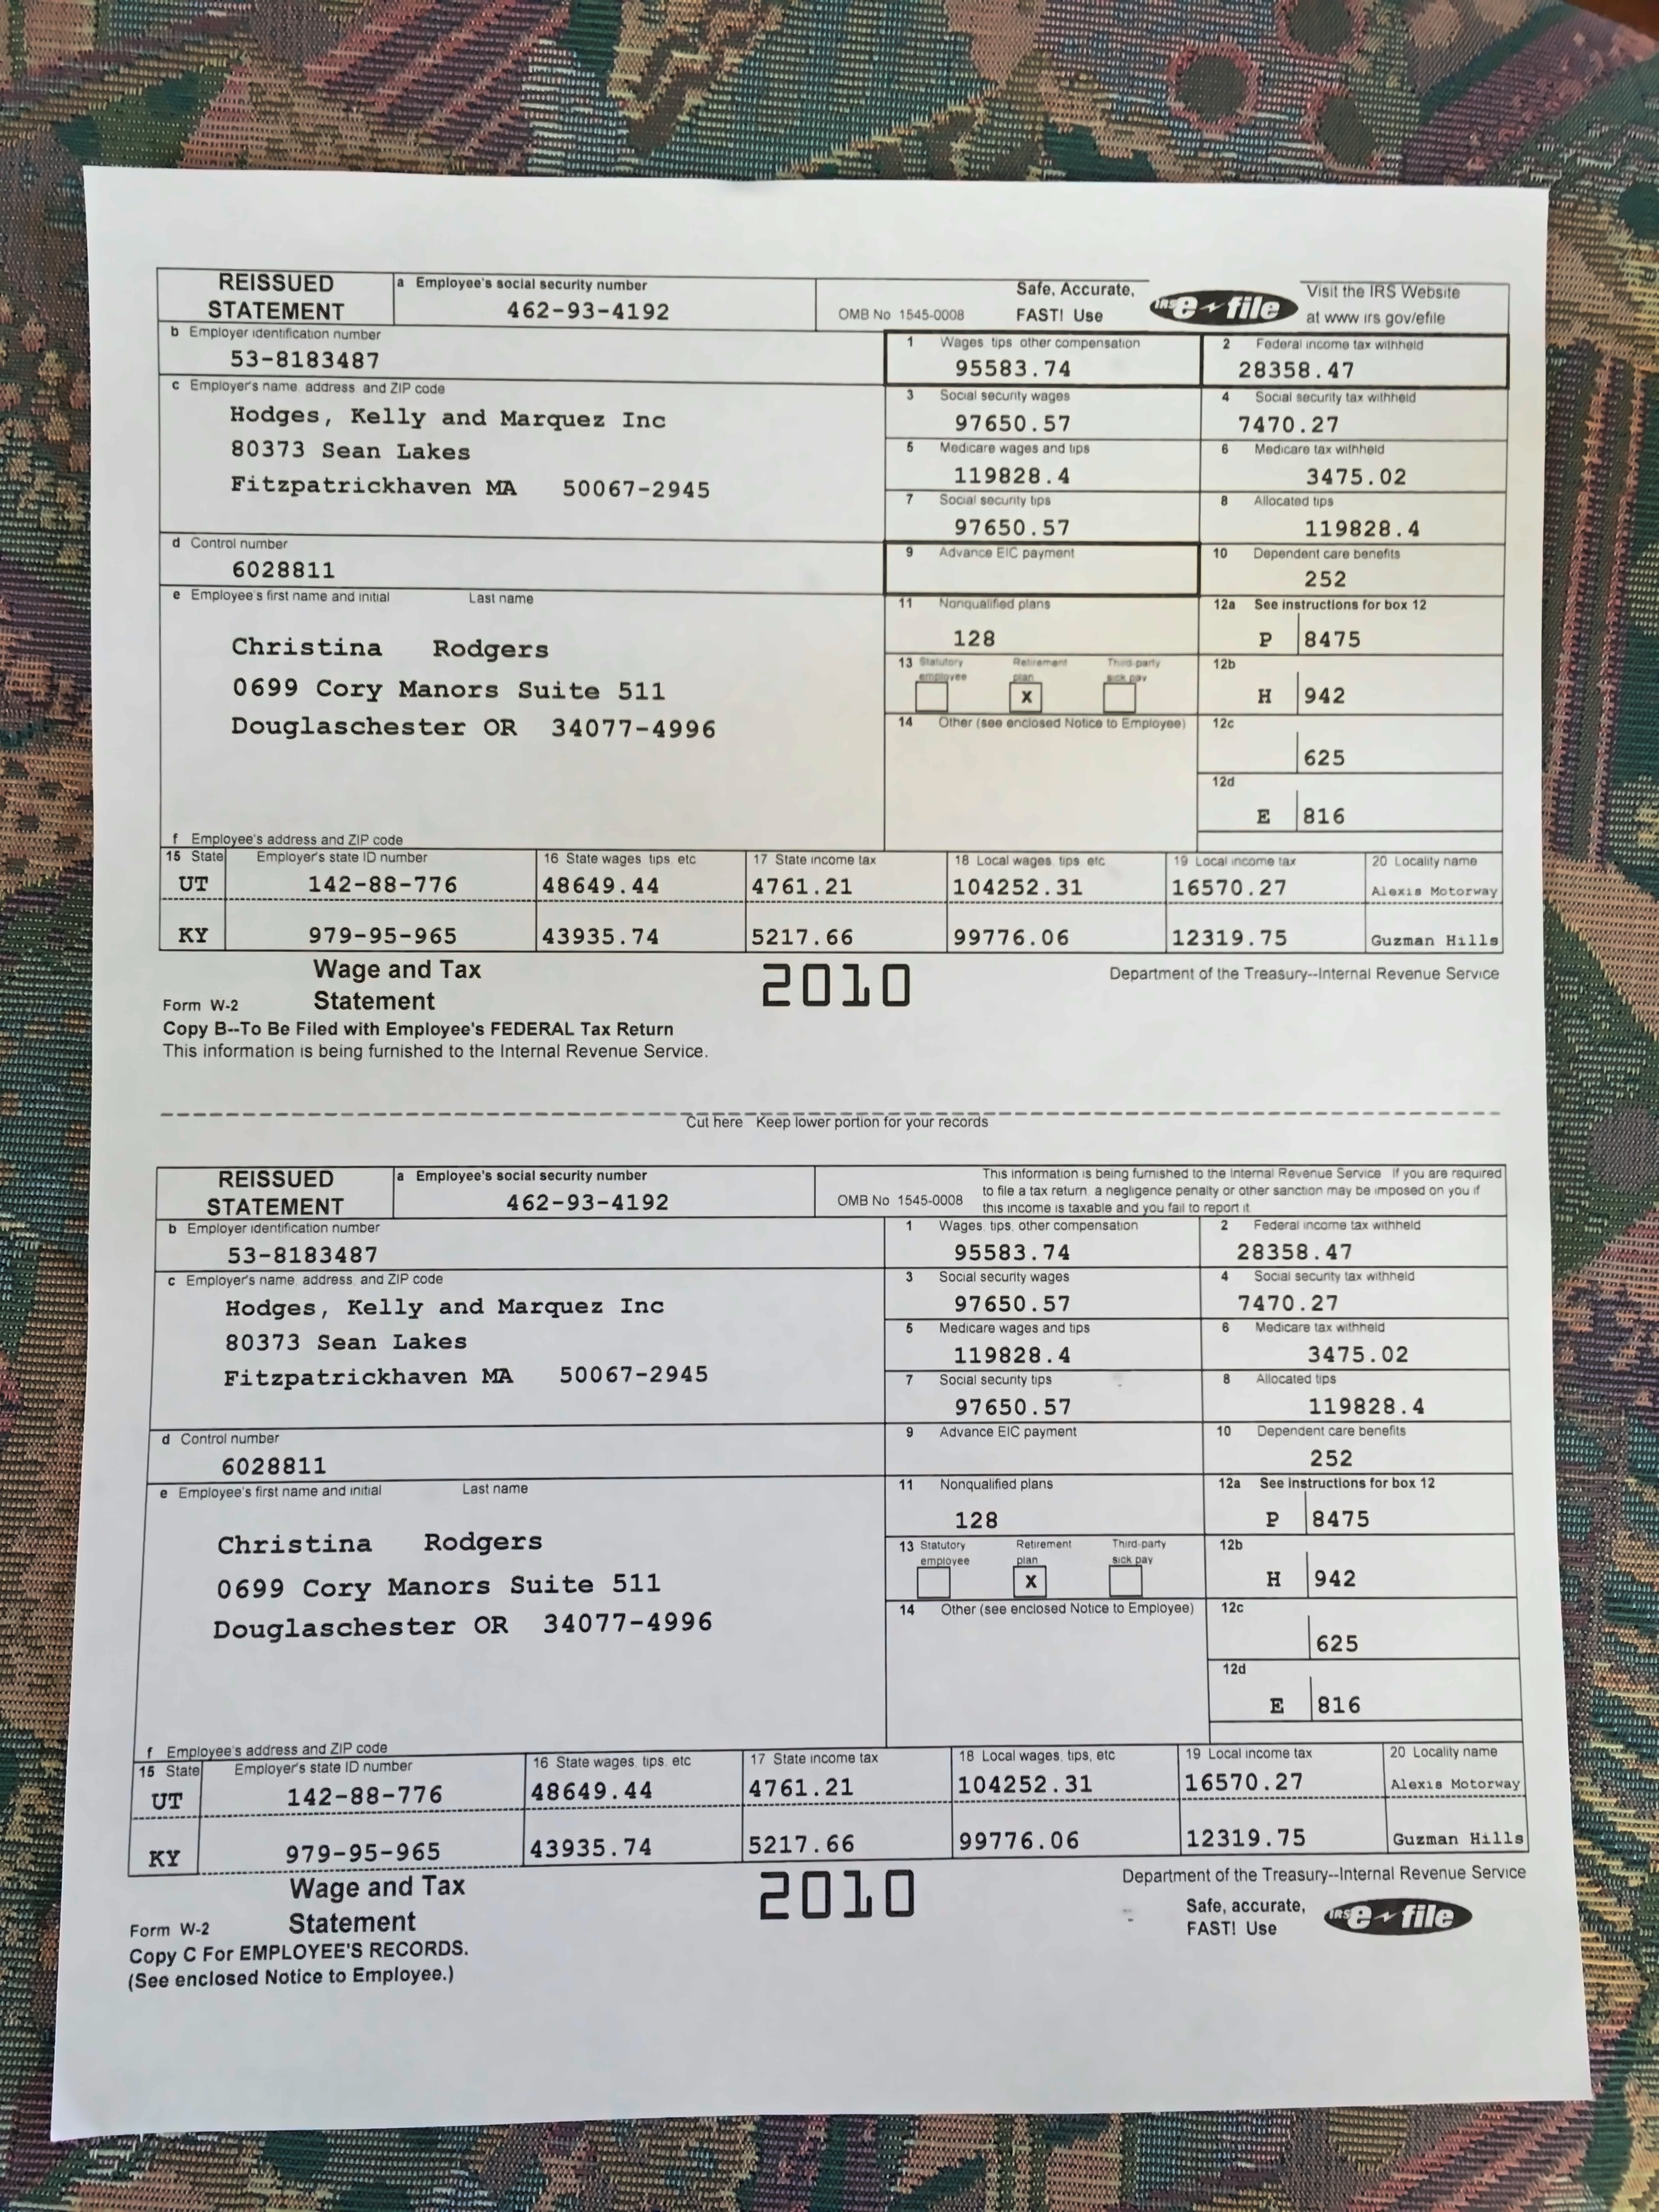 REISSUED STATEMENT
a Employee's social security number
462-93-4192
OMB No 1545-0008
Safe, Accurate, FAST! Use
IRS e-file
Visit the IRS Website at www irs gov/efile
b Employer identification number
53-8183487
1 Wages tips other compensation
95583.74
2 Federal income tax withheld
28358.47
c Employer's name address and ZIP code
Hodges, Kelly and Marquez Inc
80373 Sean Lakes
Fitzpatrickhaven MA 50067-2945
3 Social security wages
97650.57
4 Social security tax withheld
7470.27
5 Medicare wages and tips
119828.4
6 Medicare tax withheld
3475.02
7 Social security tips
97650.57
8 Allocated tips
119828.4
d Control number
6028811
9 Advance EIC payment
10 Dependent care benefits
252
e Employee's first name and initial Last name
Christina Rodgers
0699 Cory Manors Suite 511
Douglaschester OR 34077-4996
11 Nonqualified plans
128
12a See instructions for box 12
P 8475
13 Statutory employee Retirement plan Third-party sick pay
X
12b
H 942
14 Other (see enclosed Notice to Employee)
12c
625
12d
E 816
f Employee's address and ZIP code
15 State Employer's state ID number 16 State wages tips etc 17 State income tax 18 Local wages tips etc 19 Local income tax 20 Locality name
UT 142-88-776 48649.44 4761.21 104252.31 16570.27 Alexis Motorway
KY 979-95-965 43935.74 5217.66 99776.06 12319.75 Guzman Hills
Form W-2 Wage and Tax Statement
2010
Department of the Treasury--Internal Revenue Service
Copy B--To Be Filed with Employee's FEDERAL Tax Return
This information is being furnished to the Internal Revenue Service.
Cut here Keep lower portion for your records
REISSUED STATEMENT
a Employee's social security number
462-93-4192
OMB No 1545-0008
This information is being furnished to the Internal Revenue Service If you are required
to file a tax return a negligence penalty or other sanction may be imposed on you if
this income is taxable and you fail to report it
b Employer identification number
53-8183487
1 Wages, tips, other compensation
95583.74
2 Federal income tax withheld
28358.47
c Employer's name, address, and ZIP code
Hodges, Kelly and Marquez Inc
80373 Sean Lakes
Fitzpatrickhaven MA 50067-2945
3 Social security wages
97650.57
4 Social security tax withheld
7470.27
5 Medicare wages and tips
119828.4
6 Medicare tax withheld
3475.02
7 Social security tips
97650.57
8 Allocated tips
119828.4
d Control number
6028811
9 Advance EIC payment
10 Dependent care benefits
252
e Employee's first name and initial Last name
Christina Rodgers
0699 Cory Manors Suite 511
Douglaschester OR 34077-4996
11 Nonqualified plans
128
12a See instructions for box 12
P 8475
13 Statutory employee Retirement plan Third-party sick pay
X
12b
H 942
14 Other (see enclosed Notice to Employee)
12c
625
12d
E 816
f Employee's address and ZIP code
15 State Employer's state ID number 16 State wages, tips, etc 17 State income tax 18 Local wages, tips, etc 19 Local income tax 20 Locality name
UT 142-88-776 48649.44 4761.21 104252.31 16570.27 Alexis Motorway
KY 979-95-965 43935.74 5217.66 99776.06 12319.75 Guzman Hills
Form W-2 Wage and Tax Statement
2010
Department of the Treasury--Internal Revenue Service
Safe, accurate, FAST! Use
IRS e-file
Copy C For EMPLOYEE'S RECORDS.
(See enclosed Notice to Employee.)